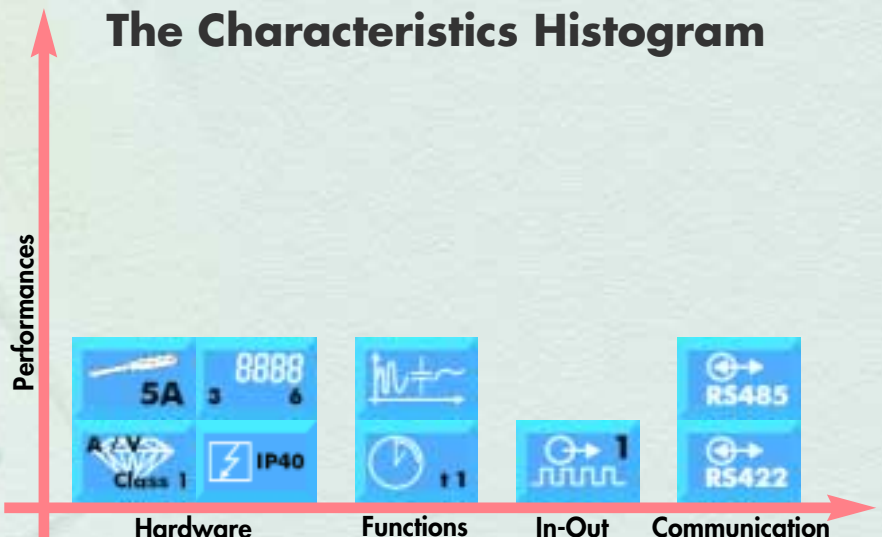 The Characteristics Histogram
Performances
5A
8888
3 6
RS485
A / V
Class 1
IP40
t 1
1
RS422
Hardware
Functions
In-Out
Communication